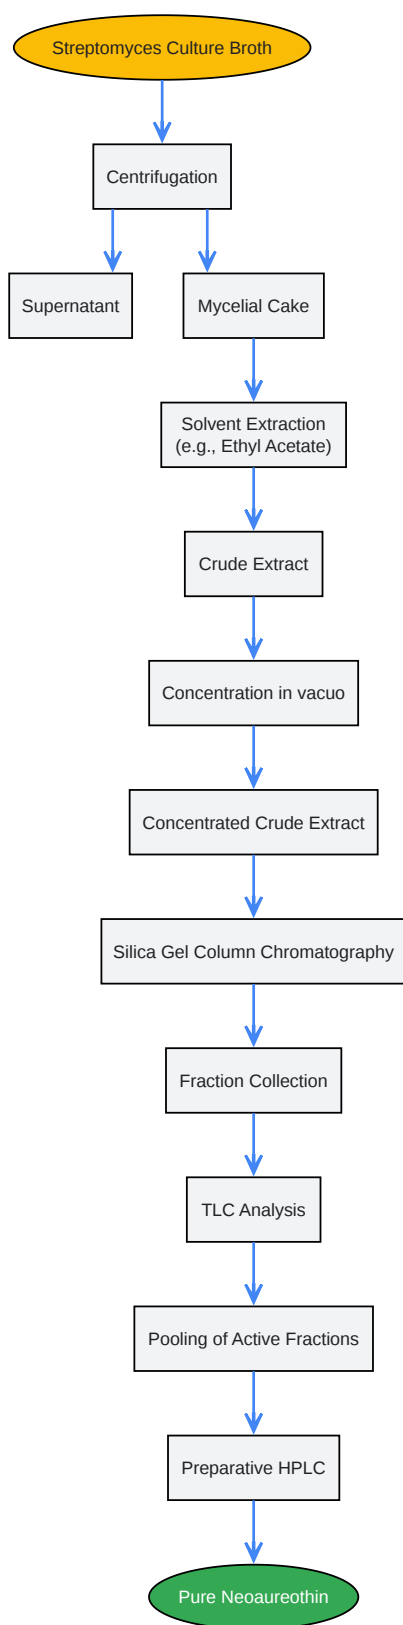 Streptomyces Culture Broth
Centrifugation
Supernatant
Mycelial Cake
Solvent Extraction
(e.g., Ethyl Acetate)
Crude Extract
Concentration in vacuo
Concentrated Crude Extract
Silica Gel Column Chromatography
Fraction Collection
TLC Analysis
Pooling of Active Fractions
Preparative HPLC
Pure Neoaureothin